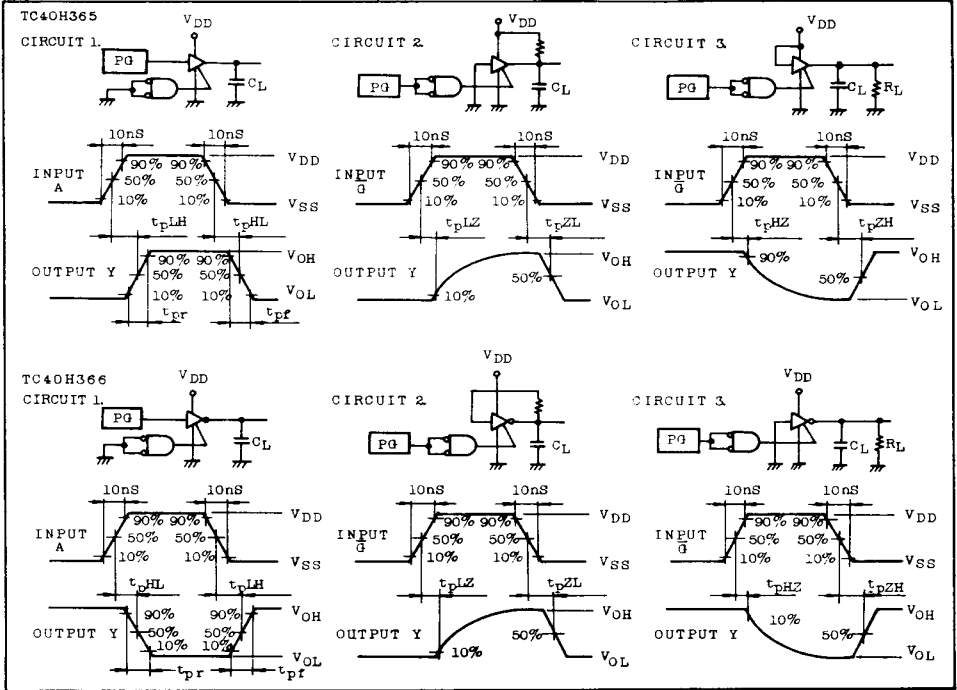 TC40H365
CIRCUIT 1.
VDD
PG
CL
CIRCUIT 2.
VDD
PG
CL
CIRCUIT 3.
VDD
PG
CL
RL
10nS 10nS
INPUT A
90% 90%
50% 50%
10% 10%
VDD
VSS
tpLH tpHL
OUTPUT Y
90% 90%
50% 50%
10% 10%
VOH
VOL
tpr tpf
10nS 10nS
INPUT G̅
90% 90%
50% 50%
10% 10%
VDD
VSS
tpLZ tpZL
OUTPUT Y
50%
10%
VOH
VOL
10nS 10nS
INPUT G̅
90% 90%
50% 50%
10% 10%
VDD
VSS
tpHZ tpZH
OUTPUT Y
90%
50%
VOH
VOL
TC40H366
CIRCUIT 1.
VDD
PG
CL
CIRCUIT 2.
VDD
PG
CL
CIRCUIT 3.
VDD
PG
CL
RL
10nS 10nS
INPUT A
90% 90%
50% 50%
10% 10%
VDD
VSS
tpHL tpLH
OUTPUT Y
90% 90%
50% 50%
10% 10%
VOH
VOL
tpr tpf
10nS 10nS
INPUT G̅
90% 90%
50% 50%
10% 10%
VDD
VSS
tpLZ tpZL
OUTPUT Y
50%
10%
VOH
VOL
10nS 10nS
INPUT G̅
90% 90%
50% 50%
10% 10%
VDD
VSS
tpHZ tpZH
OUTPUT Y
10%
50%
VOH
VOL